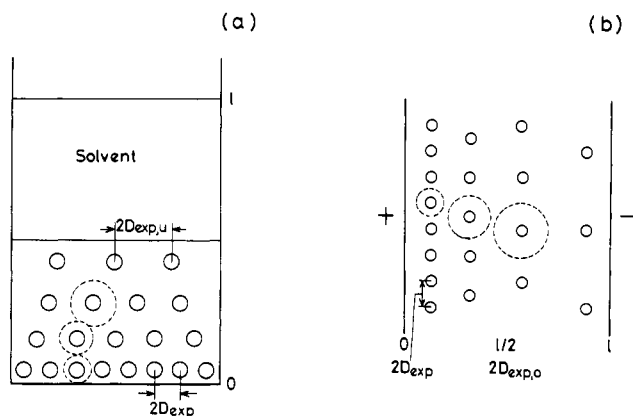 (a)
l
Solvent
2Dexp,u
0
2Dexp
(b)
+
−
0
l/2
l
2Dexp
2Dexp,o